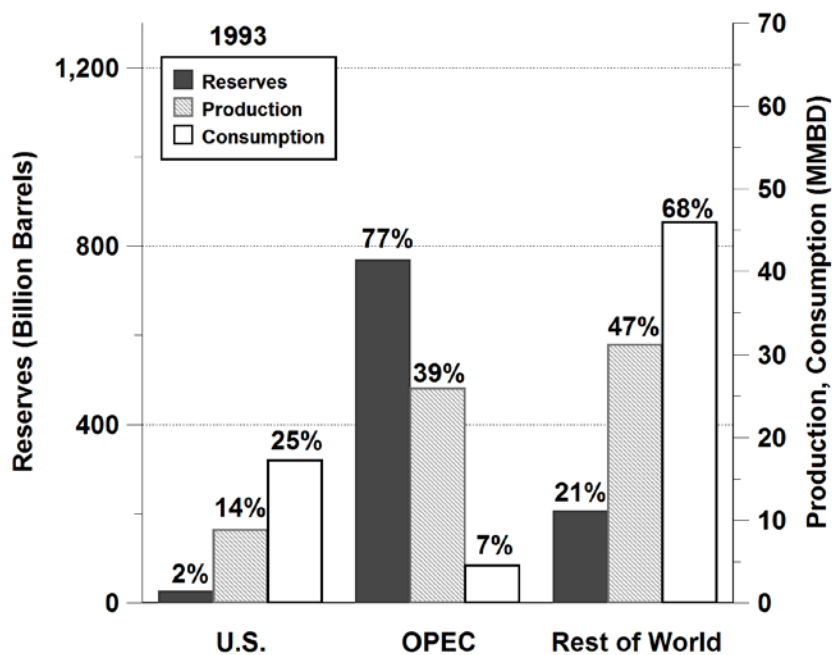 1993
Reserves
Production
Consumption
Reserves (Billion Barrels)
1,200
800
400
0
Production, Consumption (MMBD)
70
60
50
40
30
20
10
0
2%
14%
25%
77%
39%
7%
21%
47%
68%
U.S.
OPEC
Rest of World